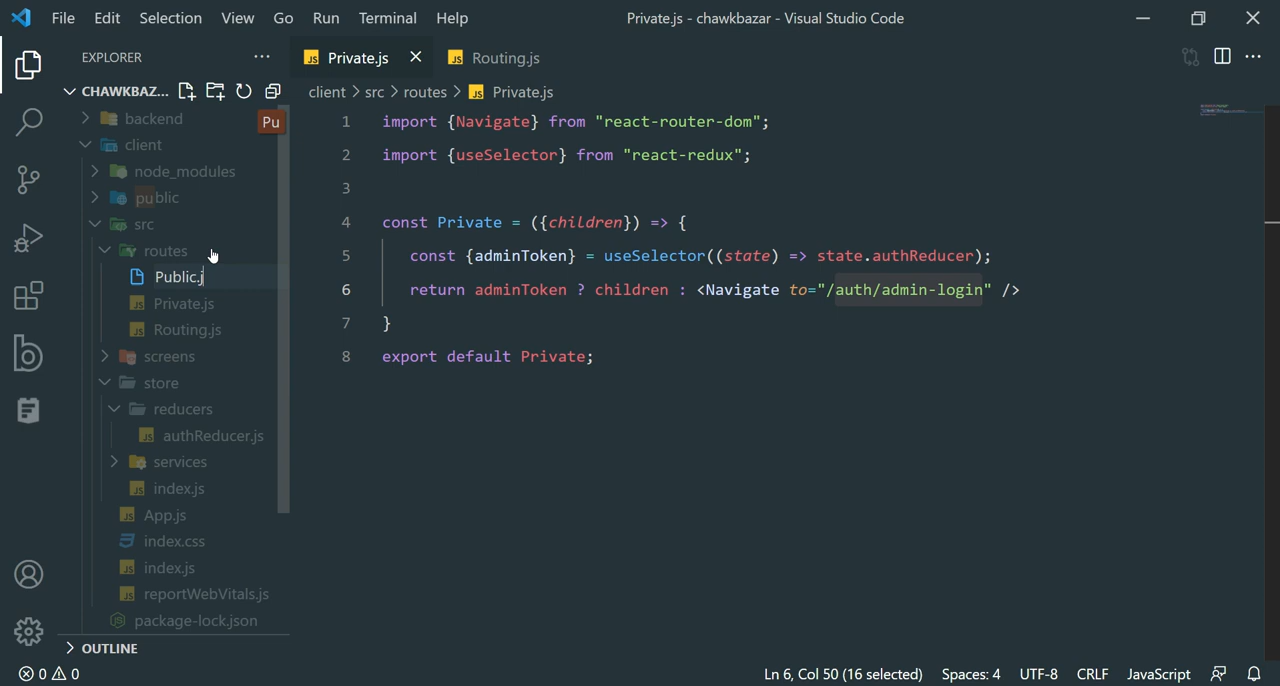 File Edit Selection View Go Run Terminal Help Private.js - chawkbazar - Visual Studio Code
EXPLORER
Private.js Routing.js
CHAWKBAZ...
client > src > routes > JS Private.js
backend
Pu
client
node_modules
public
src
routes
Public.j
Private.js
Routing.js
screens
store
reducers
authReducer.js
services
index.js
App.js
index.css
index.js
reportWebVitals.js
package-lock.json
OUTLINE
1 import {Navigate} from "react-router-dom";
2 import {useSelector} from "react-redux";
3
4 const Private = ({children}) => {
5 const {adminToken} = useSelector((state) => state.authReducer);
6 return adminToken ? children : <Navigate to="/auth/admin-login" />
7 }
8 export default Private;
0 0 Ln 6, Col 50 (16 selected) Spaces: 4 UTF-8 CRLF JavaScript